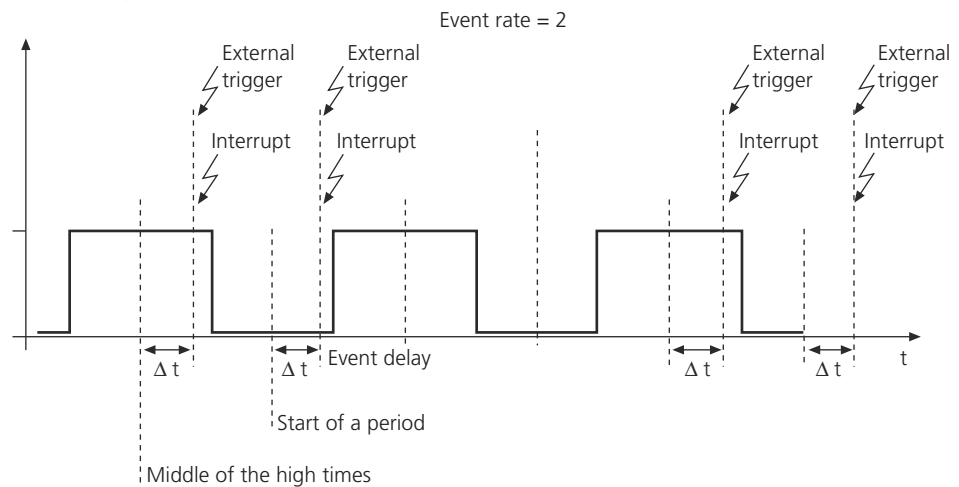 Event rate = 2
External trigger
External trigger
External trigger
External trigger
Interrupt
Interrupt
Interrupt
Interrupt
Δ t
Δ t
Event delay
Δ t
Δ t
t
Start of a period
Middle of the high times